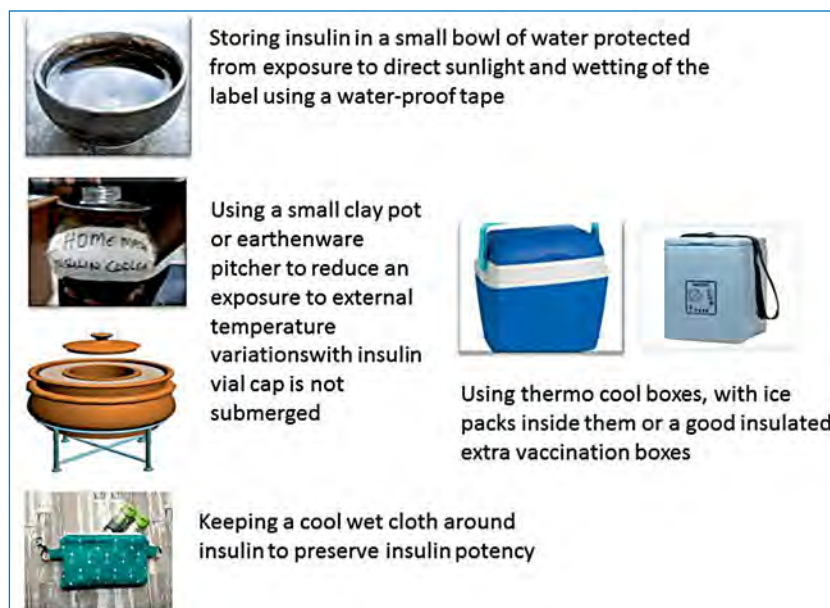 Storing insulin in a small bowl of water protected
from exposure to direct sunlight and wetting of the
label using a water-proof tape
HOME MADE
INSULIN COOLER
Using a small clay pot
or earthenware
pitcher to reduce an
exposure to external
temperature
variationswith insulin
vial cap is not
submerged
Using thermo cool boxes, with ice
packs inside them or a good insulated
extra vaccination boxes
Keeping a cool wet cloth around
insulin to preserve insulin potency